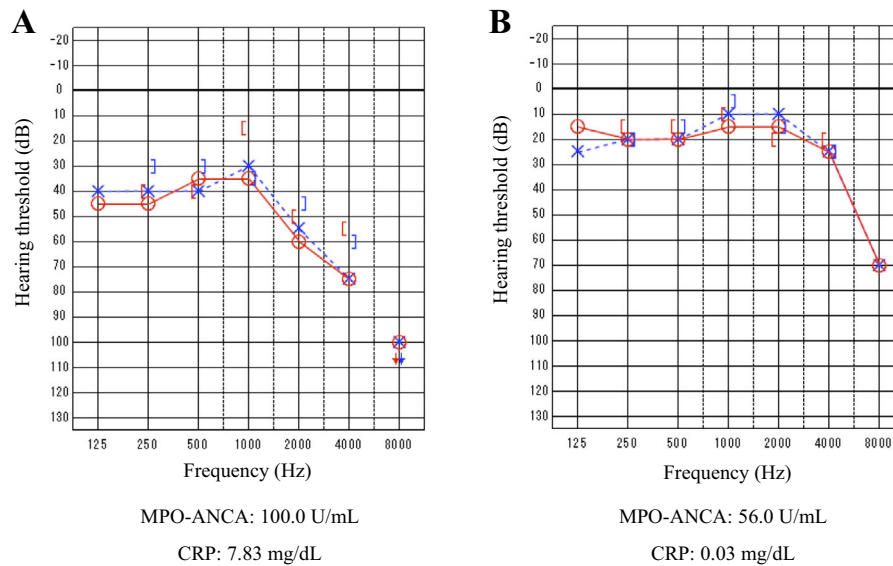 A
-20
-10
0
10
20
30
40
45
60
70
80
90
100
110
120
130
Hearing threshold (dB)
125 250 500 1000 2000 4000 8000
Frequency (Hz)
MPO-ANCA: 100.0 U/mL
CRP: 7.83 mg/dL
B
-20
-10
0
10
20
30
40
45
60
70
80
90
100
110
120
130
Hearing threshold (dB)
125 250 500 1000 2000 4000 8000
Frequency (Hz)
MPO-ANCA: 56.0 U/mL
CRP: 0.03 mg/dL